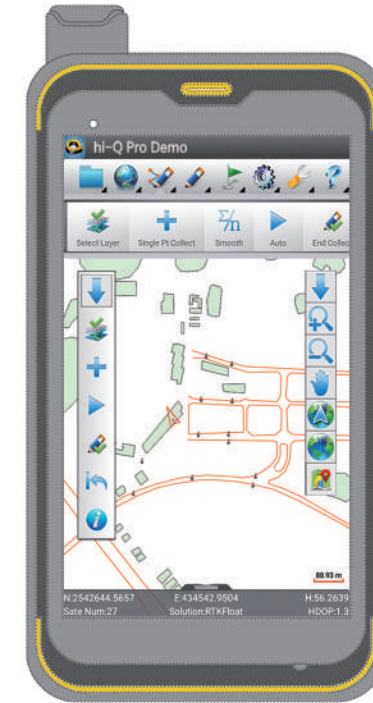 hi-Q Pro Demo
Select Layer Single Pt Collect Smooth Auto End Collec
Σ/n
88.93 m
N:2542644.5657 E:434542.9504 H:56.2639
Sate Num:27 Solution:RTKFloat HDOP:1.3